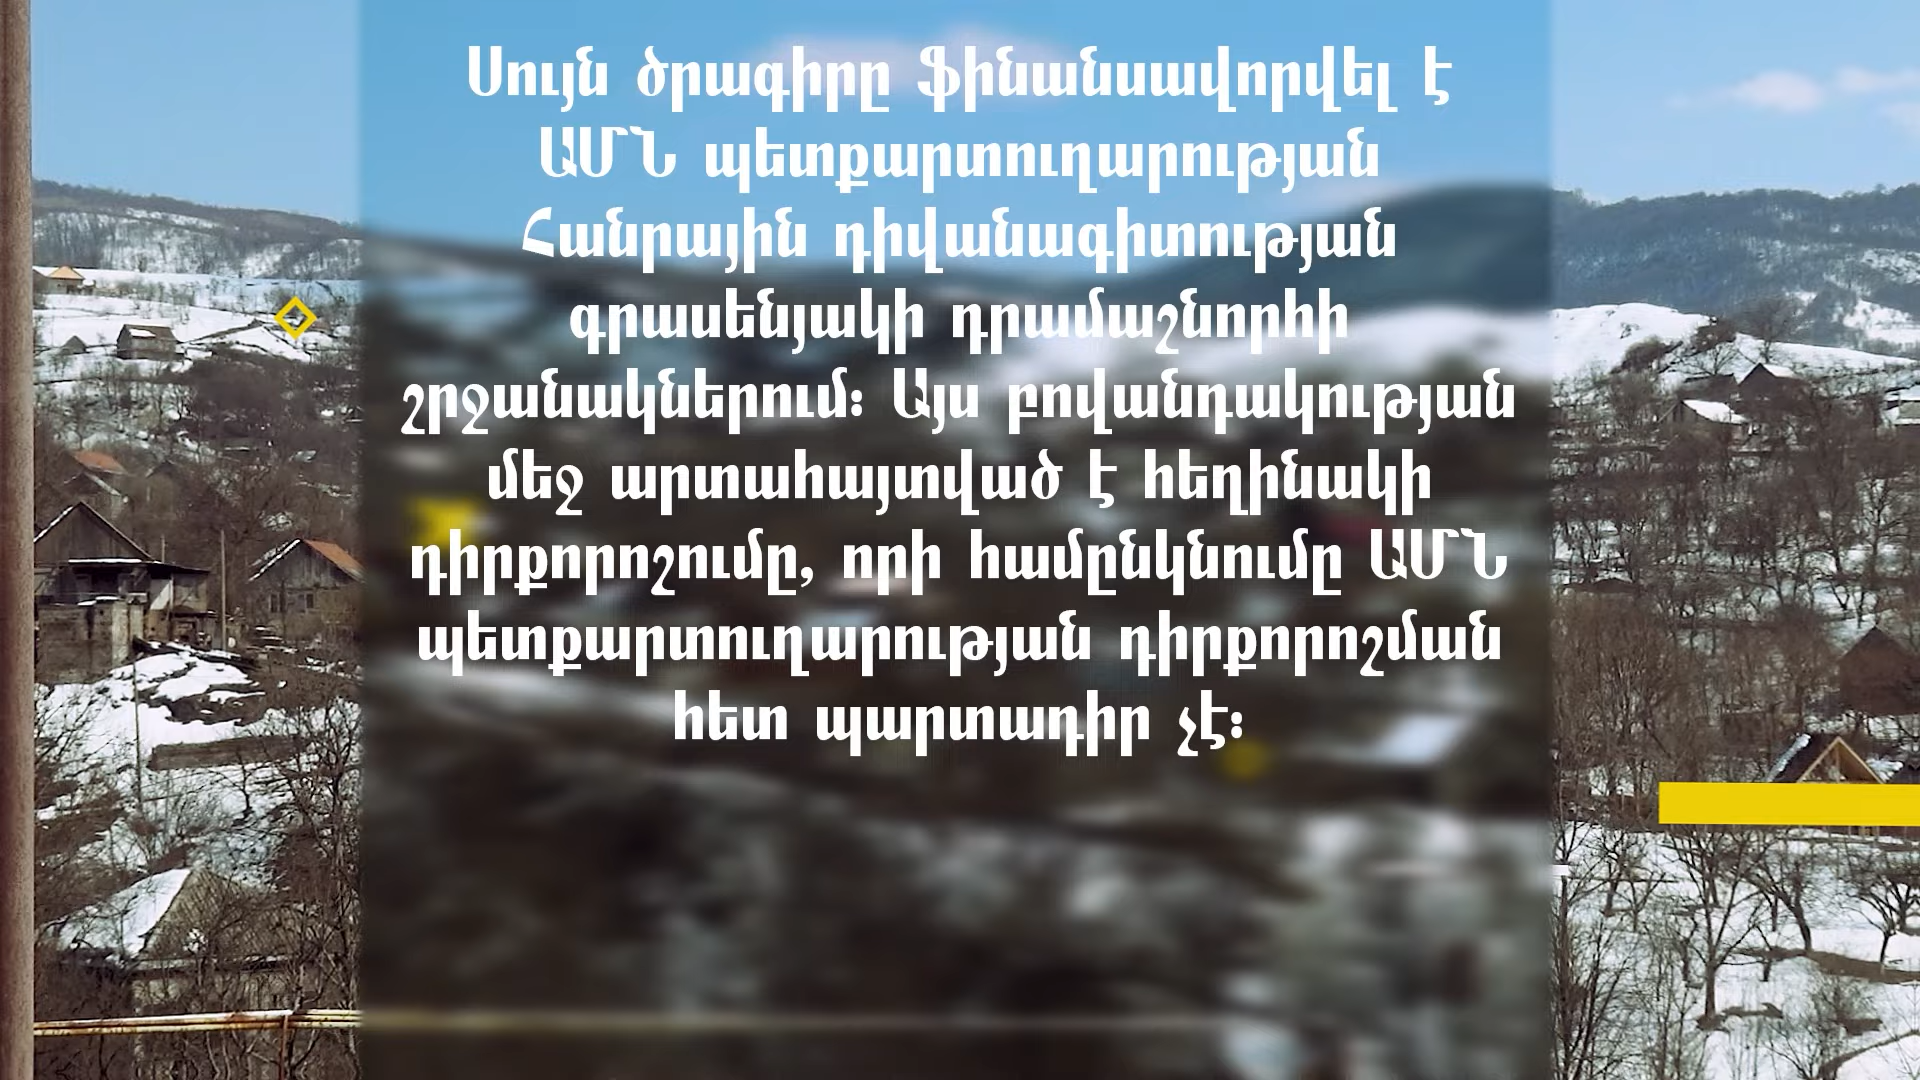 Սույն ծրագիրը ֆինանսավորվել է
ԱՄՆ պետքարտուղարության
Հանրային դիվանագիտության
գրասենյակի դրամաշնորհի
շրջանակներում։ Այս բովանդակության
մեջ արտահայտված է հեղինակի
դիրքորոշումը, որի համընկնումը ԱՄՆ
պետքարտուղարության դիրքորոշման
հետ պարտադիր չէ։